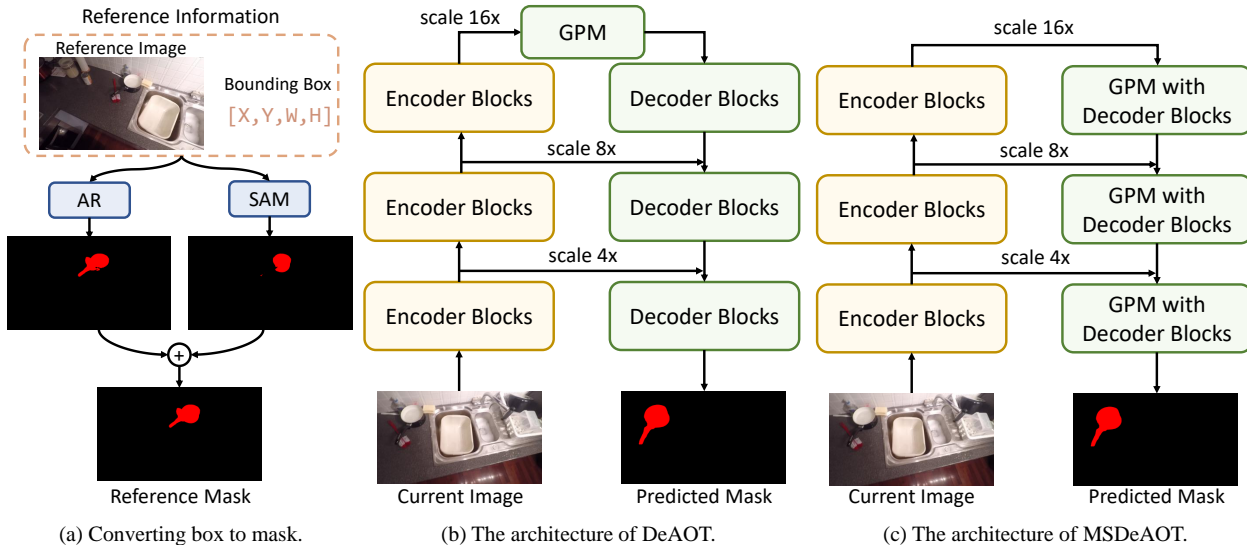 Reference Information
Reference Image
Bounding Box
[X,Y,W,H]
AR
SAM
+
Reference Mask
(a) Converting box to mask.
scale 16x
GPM
Encoder Blocks
Decoder Blocks
scale 8x
Encoder Blocks
Decoder Blocks
scale 4x
Encoder Blocks
Decoder Blocks
Current Image
Predicted Mask
(b) The architecture of DeAOT.
scale 16x
Encoder Blocks
GPM with
Decoder Blocks
scale 8x
Encoder Blocks
GPM with
Decoder Blocks
scale 4x
Encoder Blocks
GPM with
Decoder Blocks
Current Image
Predicted Mask
(c) The architecture of MSDeAOT.